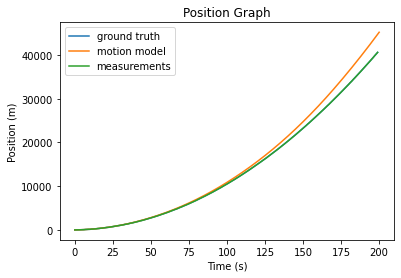 Position Graph
ground truth
motion model
measurements
Position (m)
40000
30000
20000
10000
0
0 25 50 75 100 125 150 175 200
Time (s)